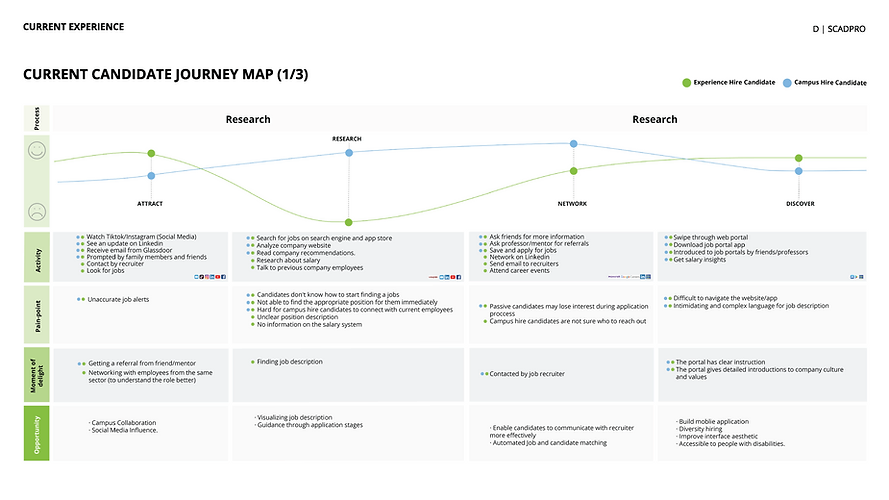 CURRENT EXPERIENCE
D | SCADPRO
CURRENT CANDIDATE JOURNEY MAP (1/3)
Experience Hire Candidate
Campus Hire Candidate
Process
Research
Research
RESEARCH
ATTRACT
NETWORK
DISCOVER
Activity
Watch Tiktok/Instagram (Social Media)
See an update on Linkedin
Receive email from Glassdoor
Prompted by family members and friends
Contact by recruiter
Look for jobs
Search for jobs on search engine and app store
Analyze company website
Read company recommendations.
Research about salary
Talk to previous company employees
Ask friends for more information
Ask professor/mentor for referrals
Save and apply for jobs
Network on Linkedin
Send email to recruiters
Attend career events
Swipe through web portal
Download job portal app
Introduced to job portals by friends/professors
Get salary insights
Pain-point
Unaccurate job alerts
Candidates don't know how to start finding a jobs
Not able to find the appropriate position for them immediately
Hard for campus hire candidates to connect with current employees
Unclear position description
No information on the salary system
Passive candidates may lose interest during application
proccess
Campus hire candidates are not sure who to reach out
Difficult to navigate the website/app
Intimidating and complex language for job description
Moment of
delight
Getting a referral from friend/mentor
Networking with employees from the same
sector (to understand the role better)
Finding job description
Contacted by job recruiter
The portal has clear instruction
The portal gives detailed introductions to company culture
and values
Opportunity
· Campus Collaboration
· Social Media Influence.
· Visualizing job description
· Guidance through application stages
· Enable candidates to communicate with recruiter
more effectively
· Automated Job and candidate matching
· Build moblie application
· Diversity hiring
· Improve interface aesthetic
· Accessible to people with disabilities.